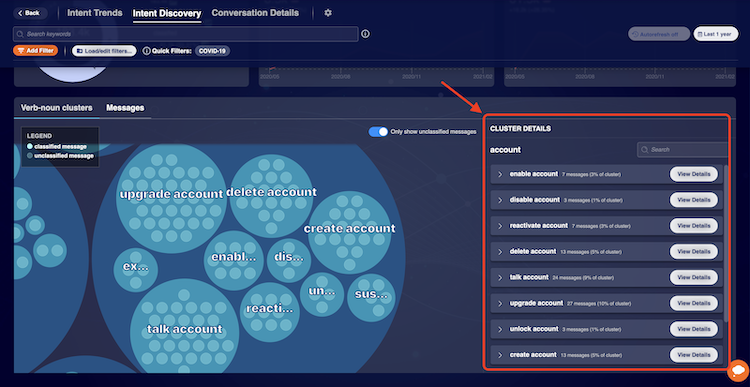 Back
Intent Trends
Intent Discovery
Conversation Details
Search keywords
Autorefresh off
Last 1 year
Add Filter
Load/edit filters...
Quick Filters:
COVID-19
2020/05
2020/08
2020/11
2021/02
2020/05
2020/08
2020/11
2021/02
Verb-noun clusters
Messages
LEGEND
classified message
unclassified message
Only show unclassified messages
upgrade account
delete account
create account
ex...
enabl...
dis...
un...
sus...
reacti...
talk account
CLUSTER DETAILS
account
Search
enable account 7 messages (3% of cluster) View Details
disable account 3 messages (1% of cluster) View Details
reactivate account 7 messages (3% of cluster) View Details
delete account 13 messages (5% of cluster) View Details
talk account 24 messages (9% of cluster) View Details
upgrade account 27 messages (10% of cluster) View Details
unlock account 3 messages (1% of cluster) View Details
create account 13 messages (5% of cluster) View Details